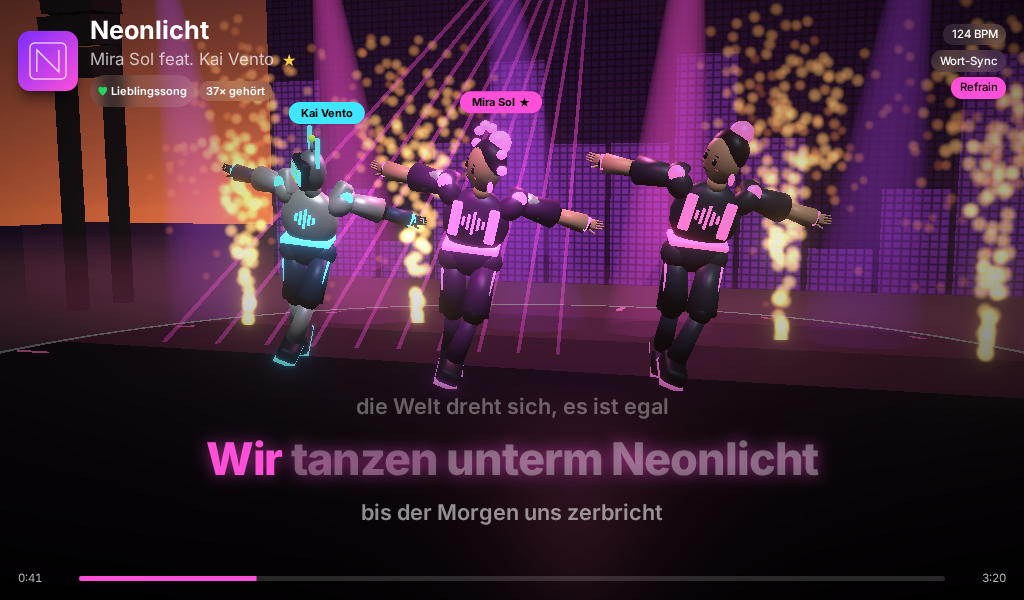 Neonlicht
Mira Sol feat. Kai Vento ★
Lieblingssong
37× gehört
124 BPM
Wort-Sync
Refrain
Kai Vento
Mira Sol ★
die Welt dreht sich, es ist egal
Wir tanzen unterm Neonlicht
bis der Morgen uns zerbricht
0:41
3:20